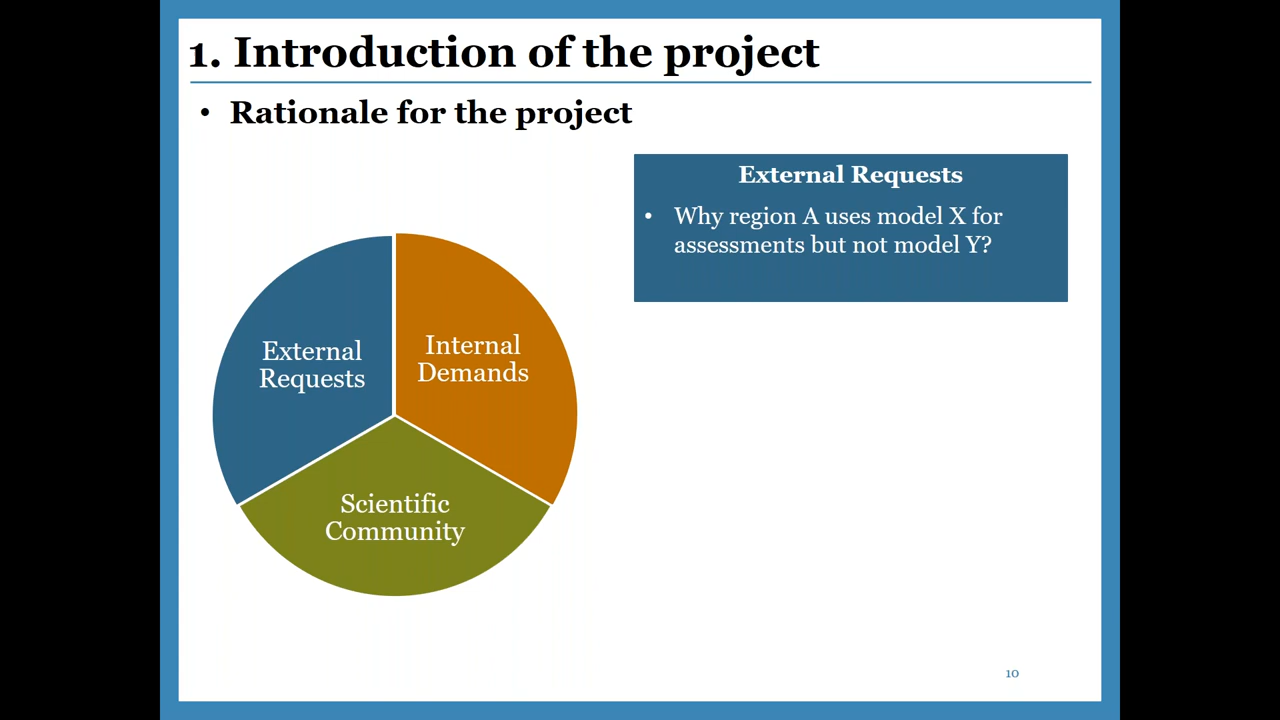 1. Introduction of the project
• Rationale for the project
External Requests
• Why region A uses model X for
assessments but not model Y?
External
Requests
Internal
Demands
Scientific
Community
10